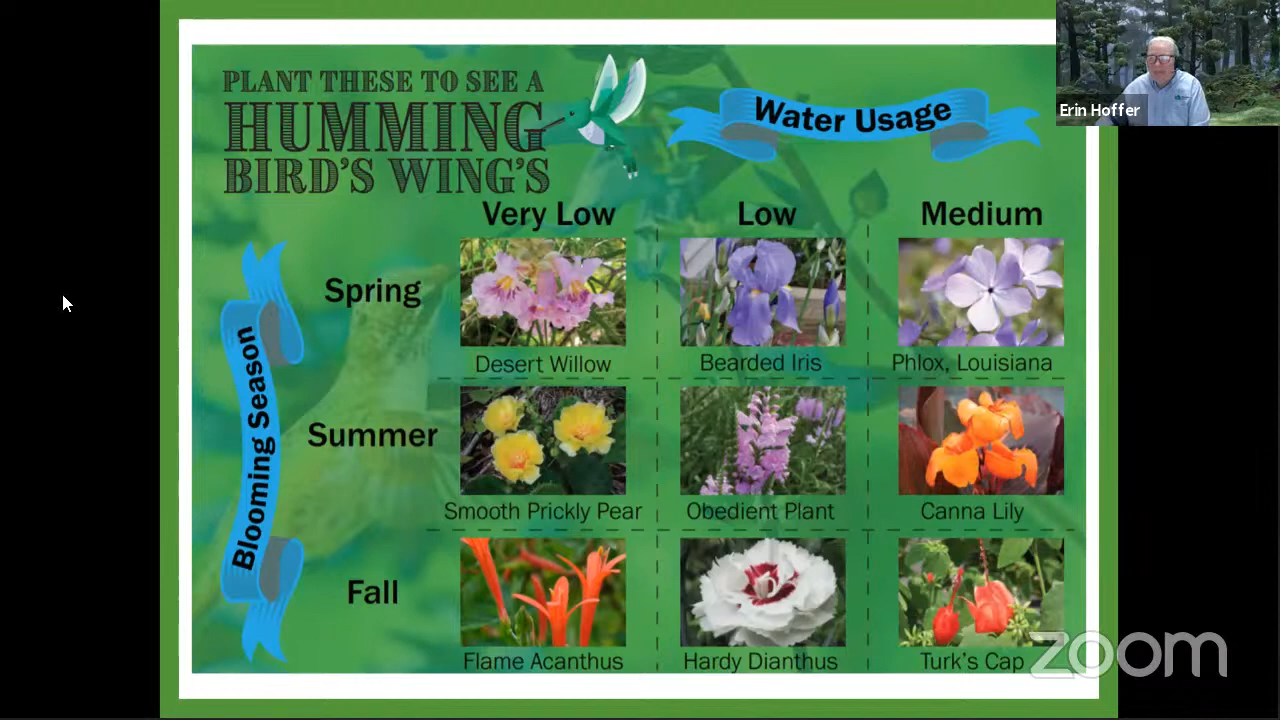 PLANT THESE TO SEE A
HUMMING
BIRD'S WING'S
Water Usage
Erin Hoffer
Very Low
Low
Medium
Blooming Season
Spring
Desert Willow
Bearded Iris
Phlox, Louisiana
Summer
Smooth Prickly Pear
Obedient Plant
Canna Lily
Fall
Flame Acanthus
Hardy Dianthus
Turk's Cap
zoom